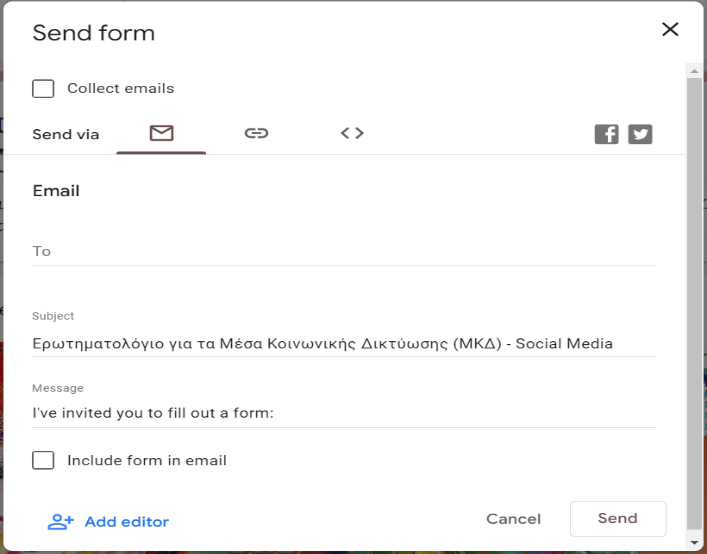 Send form
Collect emails
Send via
Email
To
Subject
Ερωτηματολόγιο για τα Μέσα Κοινωνικής Δικτύωσης (ΜΚΔ) - Social Media
Message
I've invited you to fill out a form:
Include form in email
Add editor Cancel Send